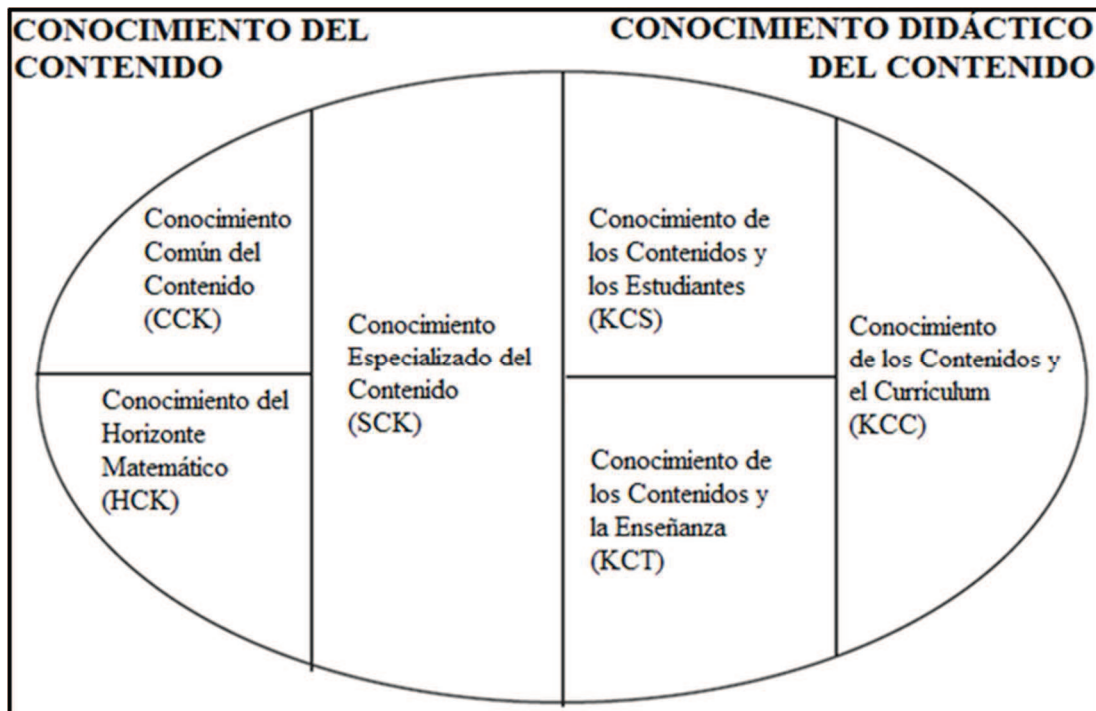 CONOCIMIENTO DEL
CONTENIDO
CONOCIMIENTO DIDÁCTICO
DEL CONTENIDO
Conocimiento
Común del
Contenido
(CCK)
Conocimiento del
Horizonte
Matemático
(HCK)
Conocimiento
Especializado del
Contenido
(SCK)
Conocimiento de
los Contenidos y
los Estudiantes
(KCS)
Conocimiento de
los Contenidos y
la Enseñanza
(KCT)
Conocimiento
de los Contenidos y
el Curriculum
(KCC)